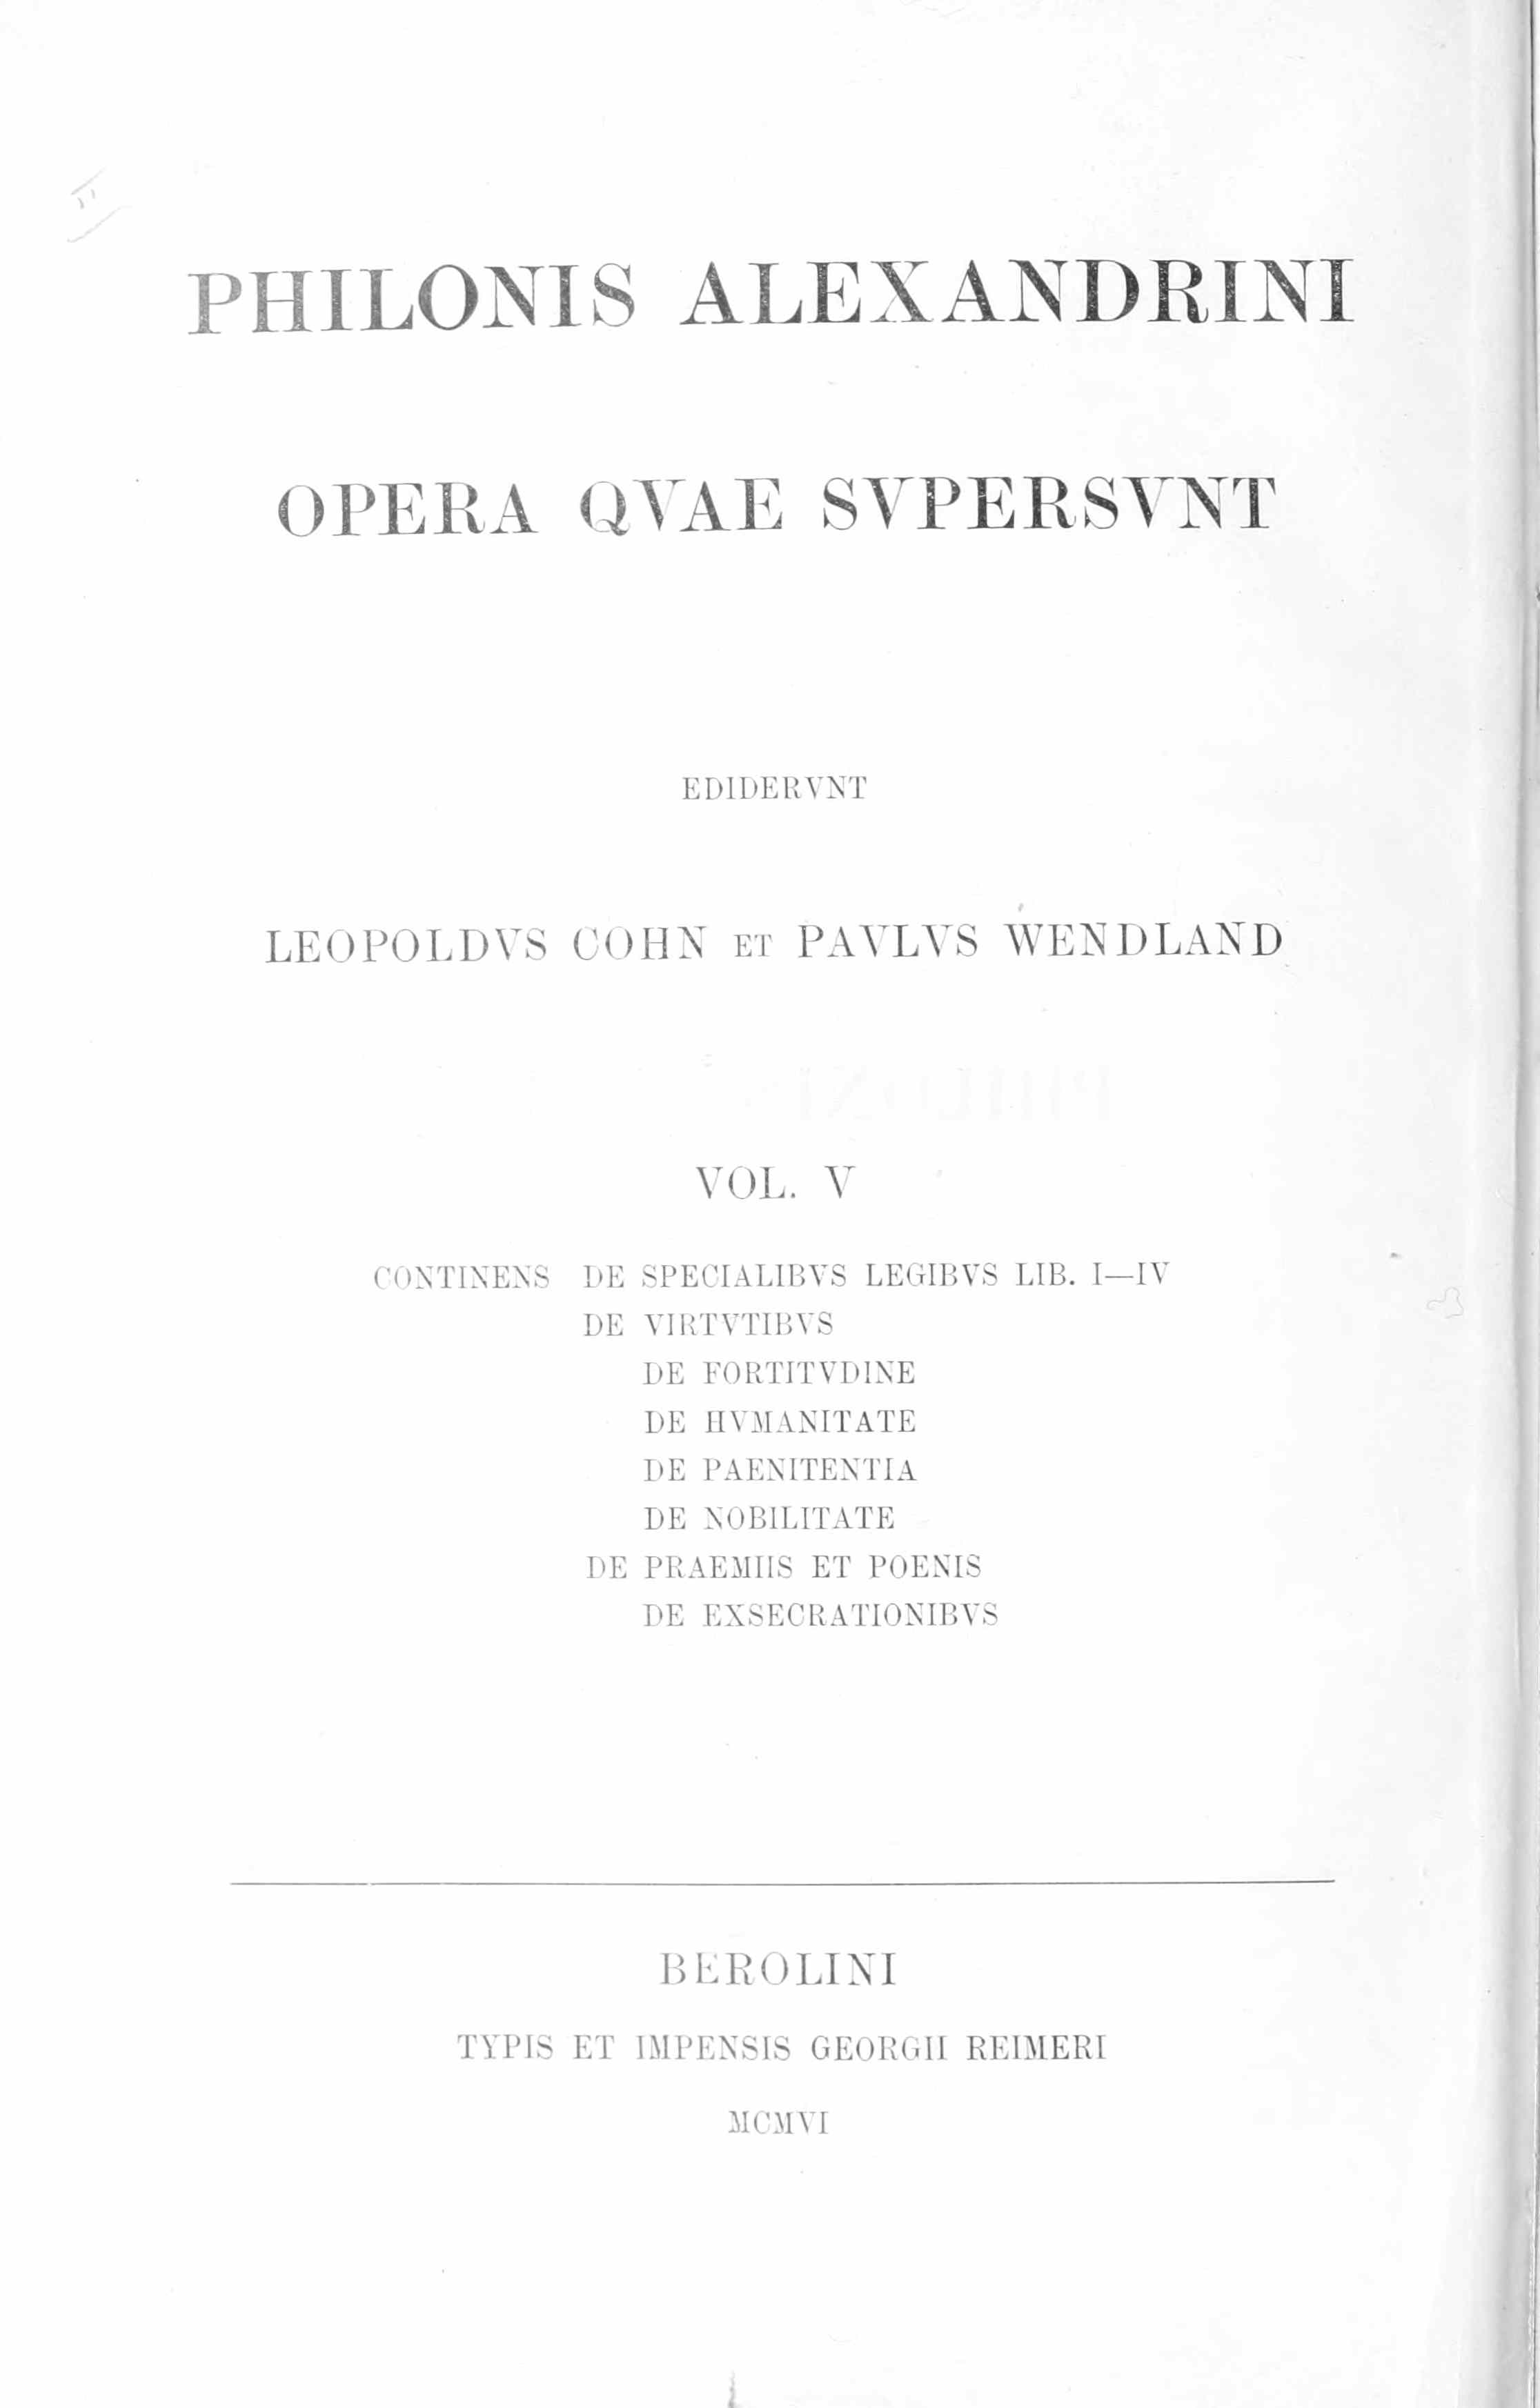 PHILONIS ALEXANDRINI
OPERA QVAE SVPERSVNT
EDIDERVNT
LEOPOLDVS COHN ET PAVLVS WENDLAND
VOL. V
CONTINENS DE SPECIALIBVS LEGIBVS LIB. I—IV
DE VIRTVTIBVS
DE FORTITVDINE
DE HVMANITATE
DE PAENITENTIA
DE NOBILITATE
DE PRAEMIIS ET POENIS
DE EXSECRATIONIBVS
BEROLINI
TYPIS ET IMPENSIS GEORGII REIMERI
MCMVI